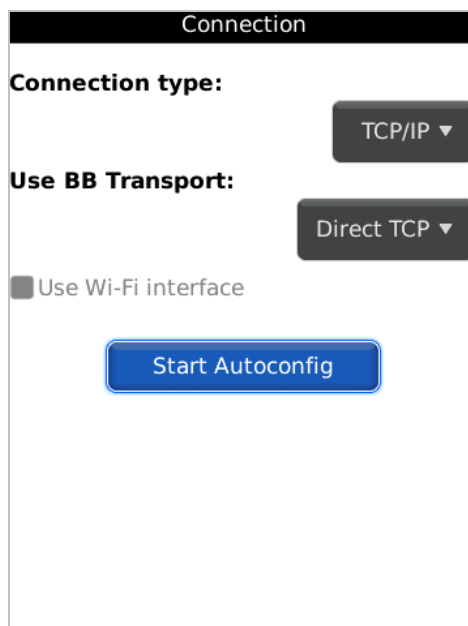 Connection
Connection type:
TCP/IP
Use BB Transport:
Direct TCP
Use Wi-Fi interface
Start Autoconfig